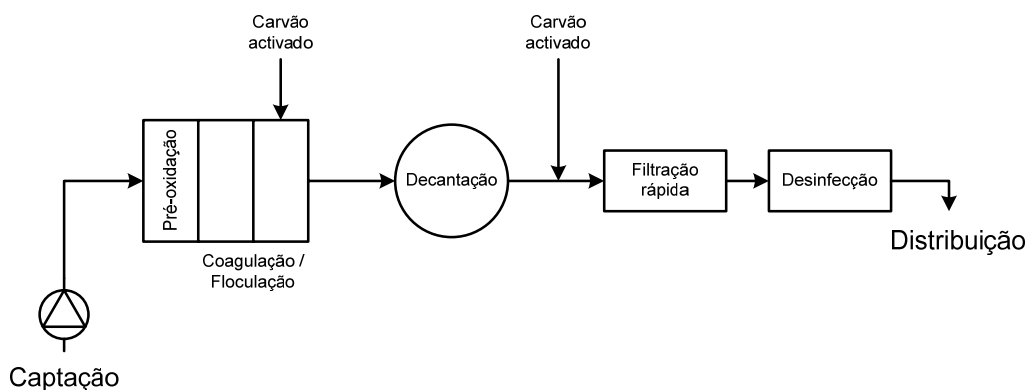 Carvão
activado
Carvão
activado
Pré-oxidação
Coagulação /
Floculação
Decantação
Filtração
rápida
Desinfecção
Distribuição
Captação